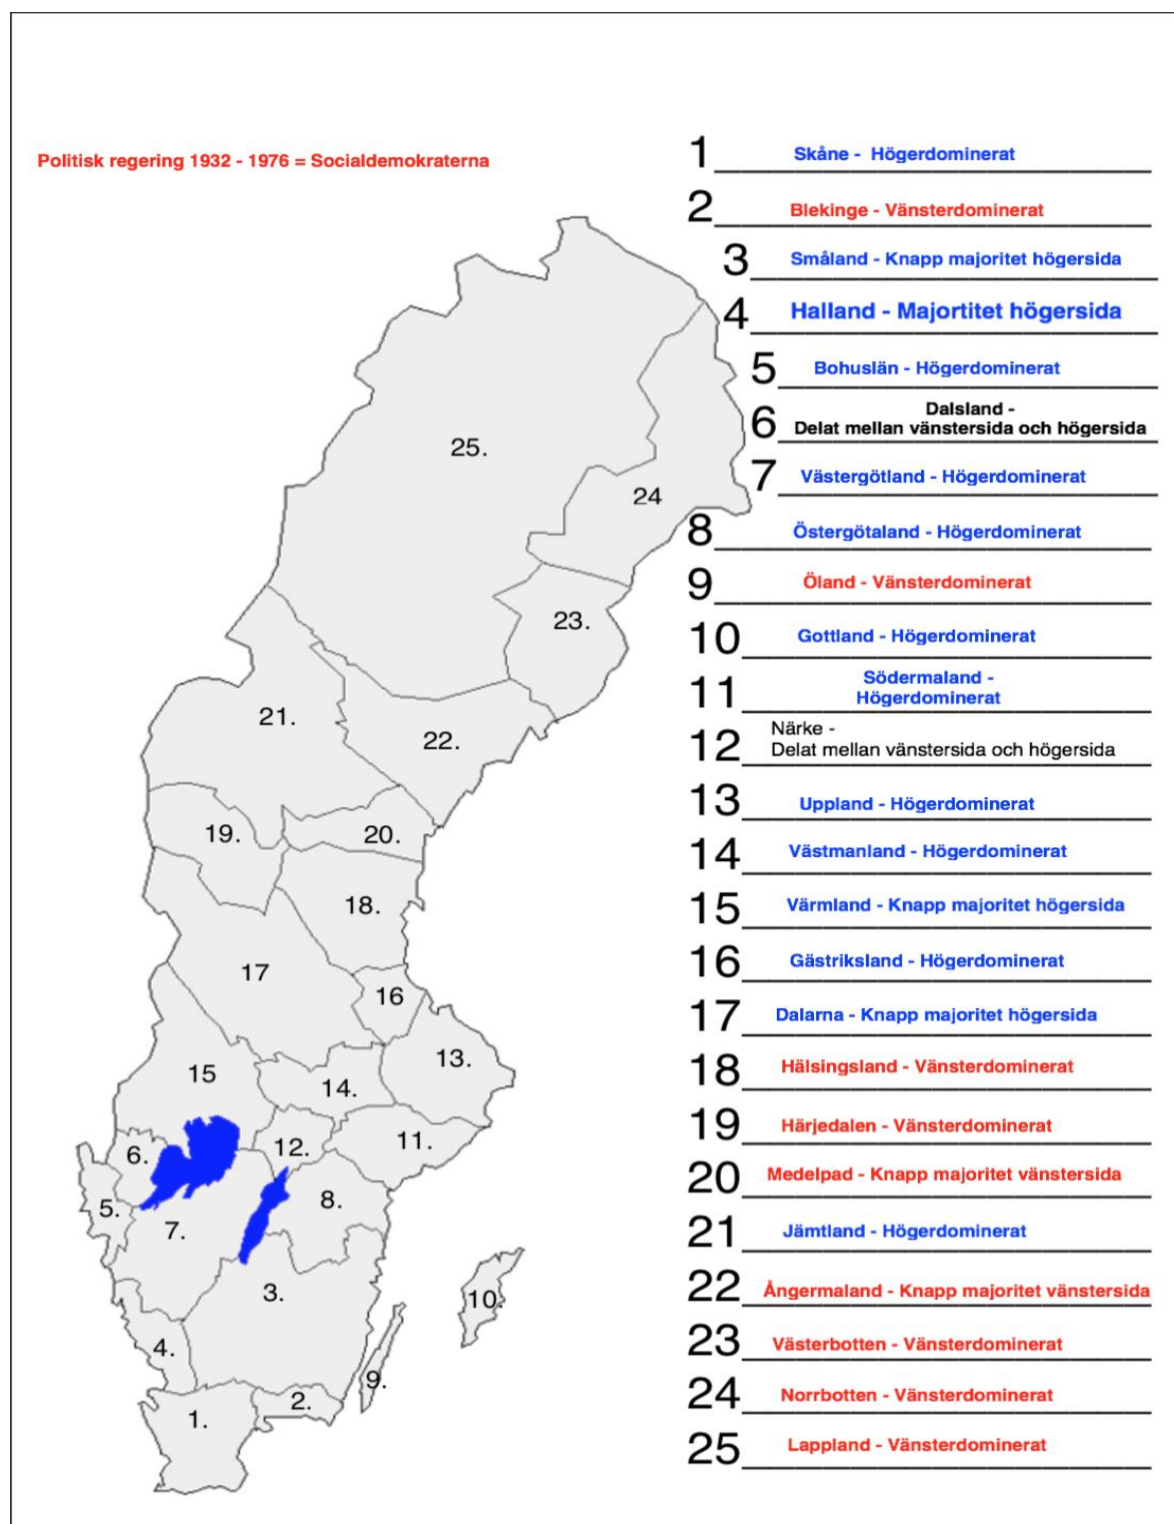 Politisk regering 1932 - 1976 = Socialdemokraterna
1 Skåne - Högerdominerat
2 Blekinge - Vänsterdominerat
3 Småland - Knapp majoritet högersida
4 Halland - Majortitet högersida
5 Bohuslän - Högerdominerat
6 Dalsland -
Delat mellan vänstersida och högersida
7 Västergötland - Högerdominerat
8 Östergötaland - Högerdominerat
9 Öland - Vänsterdominerat
10 Gottland - Högerdominerat
11 Södermaland -
Högerdominerat
12 Närke -
Delat mellan vänstersida och högersida
13 Uppland - Högerdominerat
14 Västmanland - Högerdominerat
15 Värmland - Knapp majoritet högersida
16 Gästriksland - Högerdominerat
17 Dalarna - Knapp majoritet högersida
18 Hälsingsland - Vänsterdominerat
19 Härjedalen - Vänsterdominerat
20 Medelpad - Knapp majoritet vänstersida
21 Jämtland - Högerdominerat
22 Ångermaland - Knapp majoritet vänstersida
23 Västerbotten - Vänsterdominerat
24 Norrbotten - Vänsterdominerat
25 Lappland - Vänsterdominerat
25.
24
23.
21.
22.
19.
20.
18.
17
16
13.
15
14.
11.
12.
6.
5.
8.
7.
3.
10.
4.
9.
2.
1.